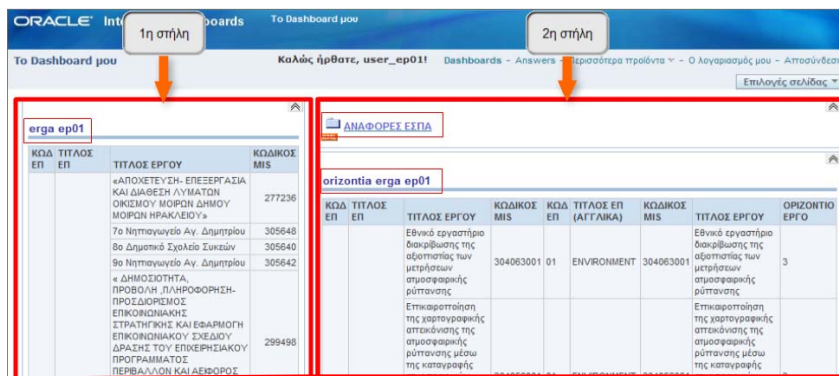 ORACLE® Inte oards
Το Dashboard μου
1η στήλη
2η στήλη
Το Dashboard μου
Καλώς ήρθατε, user_ep01!
Dashboards - Answers - Περισσότερα προϊόντα - Ο λογαριασμός μου - Αποσύνδεση
Επιλογές σελίδας
erga ep01
ΚΩΔ ΤΙΤΛΟΣ ΚΩΔΙΚΟΣ
ΕΠ ΕΠ ΤΙΤΛΟΣ ΕΡΓΟΥ MIS
«ΑΠΟΧΕΤΕΥΣΗ- ΕΠΕΞΕΡΓΑΣΙΑ
ΚΑΙ ΔΙΑΘΕΣΗ ΛΥΜΑΤΩΝ
ΟΙΚΙΣΜΟΥ ΜΟΙΡΩΝ ΔΗΜΟΥ
ΜΟΙΡΩΝ ΗΡΑΚΛΕΙΟΥ»
277236
7ο Νηπιαγωγείο Αγ. Δημητρίου 305648
8ο Δημοτικό Σχολείο Συκεών 305640
9ο Νηπιαγωγείο Αγ. Δημητρίου 305642
« ΔΗΜΟΣΙΟΤΗΤΑ,
ΠΡΟΒΟΛΗ ,ΠΛΗΡΟΦΟΡΗΣΗ-
ΠΡΟΣΔΙΟΡΙΣΜΟΣ
ΕΠΙΚΟΙΝΩΝΙΑΚΗΣ
ΣΤΡΑΤΗΓΙΚΗΣ ΚΑΙ ΕΦΑΡΜΟΓΗ
ΕΠΙΚΟΙΝΩΝΙΑΚΟΥ ΣΧΕΔΙΟΥ
ΔΡΑΣΗΣ ΤΟΥ ΕΠΙΧΕΙΡΗΣΙΑΚΟΥ
ΠΡΟΓΡΑΜΜΑΤΟΣ
ΠΕΡΙΒΑΛΛΟΝ ΚΑΙ ΑΕΙΦΟΡΟΣ
299498
ΑΝΑΦΟΡΕΣ ΕΣΠΑ
orizontia erga ep01
ΚΩΔ ΤΙΤΛΟΣ ΚΩΔΙΚΟΣ ΚΩΔ ΤΙΤΛΟΣ ΕΠ ΚΩΔΙΚΟΣ ΟΡΙΖΟΝΤΙΟ
ΕΠ ΕΠ ΤΙΤΛΟΣ ΕΡΓΟΥ MIS ΕΠ (ΑΓΓΛΙΚΑ) MIS ΤΙΤΛΟΣ ΕΡΓΟΥ ΕΡΓΟ
Εθνικό εργαστήριο
διακρίβωσης της
αξιοπιστίας των
μετρήσεων
ατμοσφαιρικής
ρύπανσης
304063001 01 ENVIRONMENT 304063001
Εθνικό εργαστήριο
διακρίβωσης της
αξιοπιστίας των
μετρήσεων
ατμοσφαιρικής
ρύπανσης
3
Επικαιροποίηση
της χαρτογραφικής
απεικόνισης της
ατμοσφαιρικής
ρύπανσης μέσω
της καταγραφής
Επικαιροποίηση
της χαρτογραφικής
απεικόνισης της
ατμοσφαιρικής
ρύπανσης μέσω
της καταγραφής